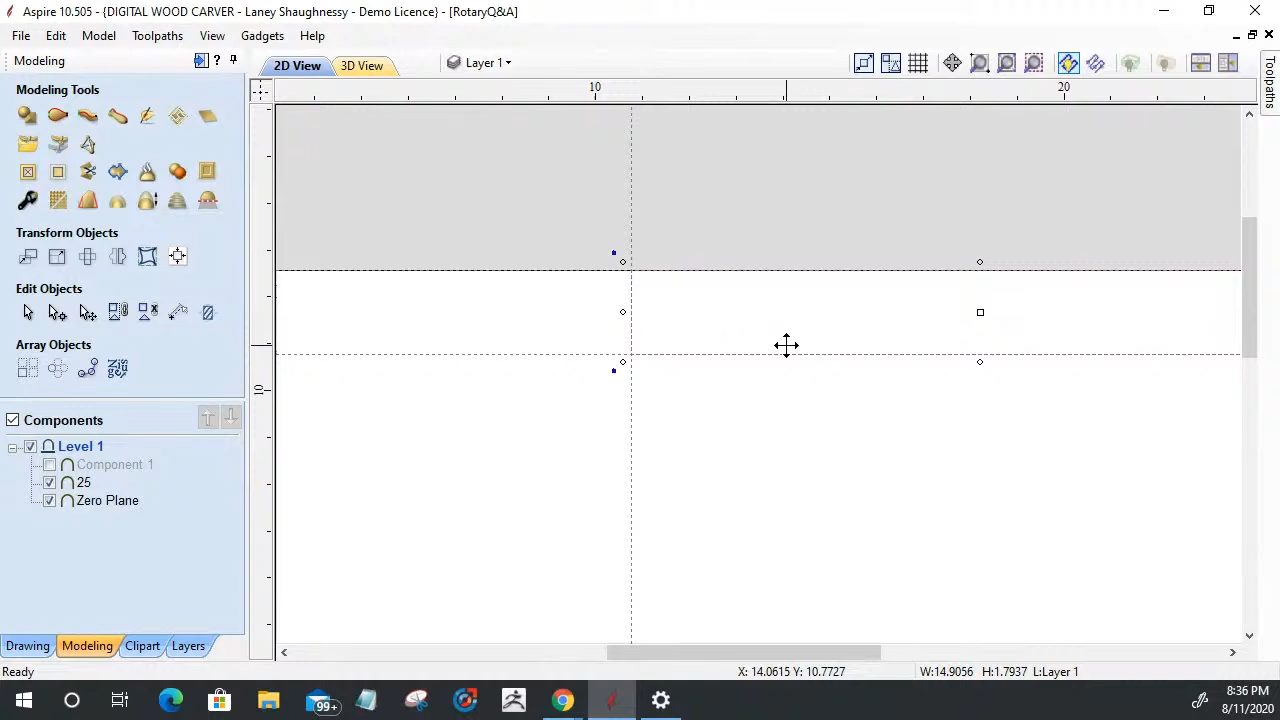 Aspire 10.505 - {DIGITAL WOOD CARVER - Laney Shaughnessy - Demo Licence} - [RotaryQ&A]
File Edit Model Toolpaths View Gadgets Help
Modeling
2D View 3D View Layer 1
Modeling Tools
10 20
Toolpaths
Transform Objects
Edit Objects
Array Objects
10
Components
Level 1
Component 1
25
Zero Plane
Drawing Modeling Clipart Layers
Ready X: 14.0615 Y: 10.7727 W:14.9056 H:1.7937 L:Layer 1
99+
8:36 PM
8/11/2020